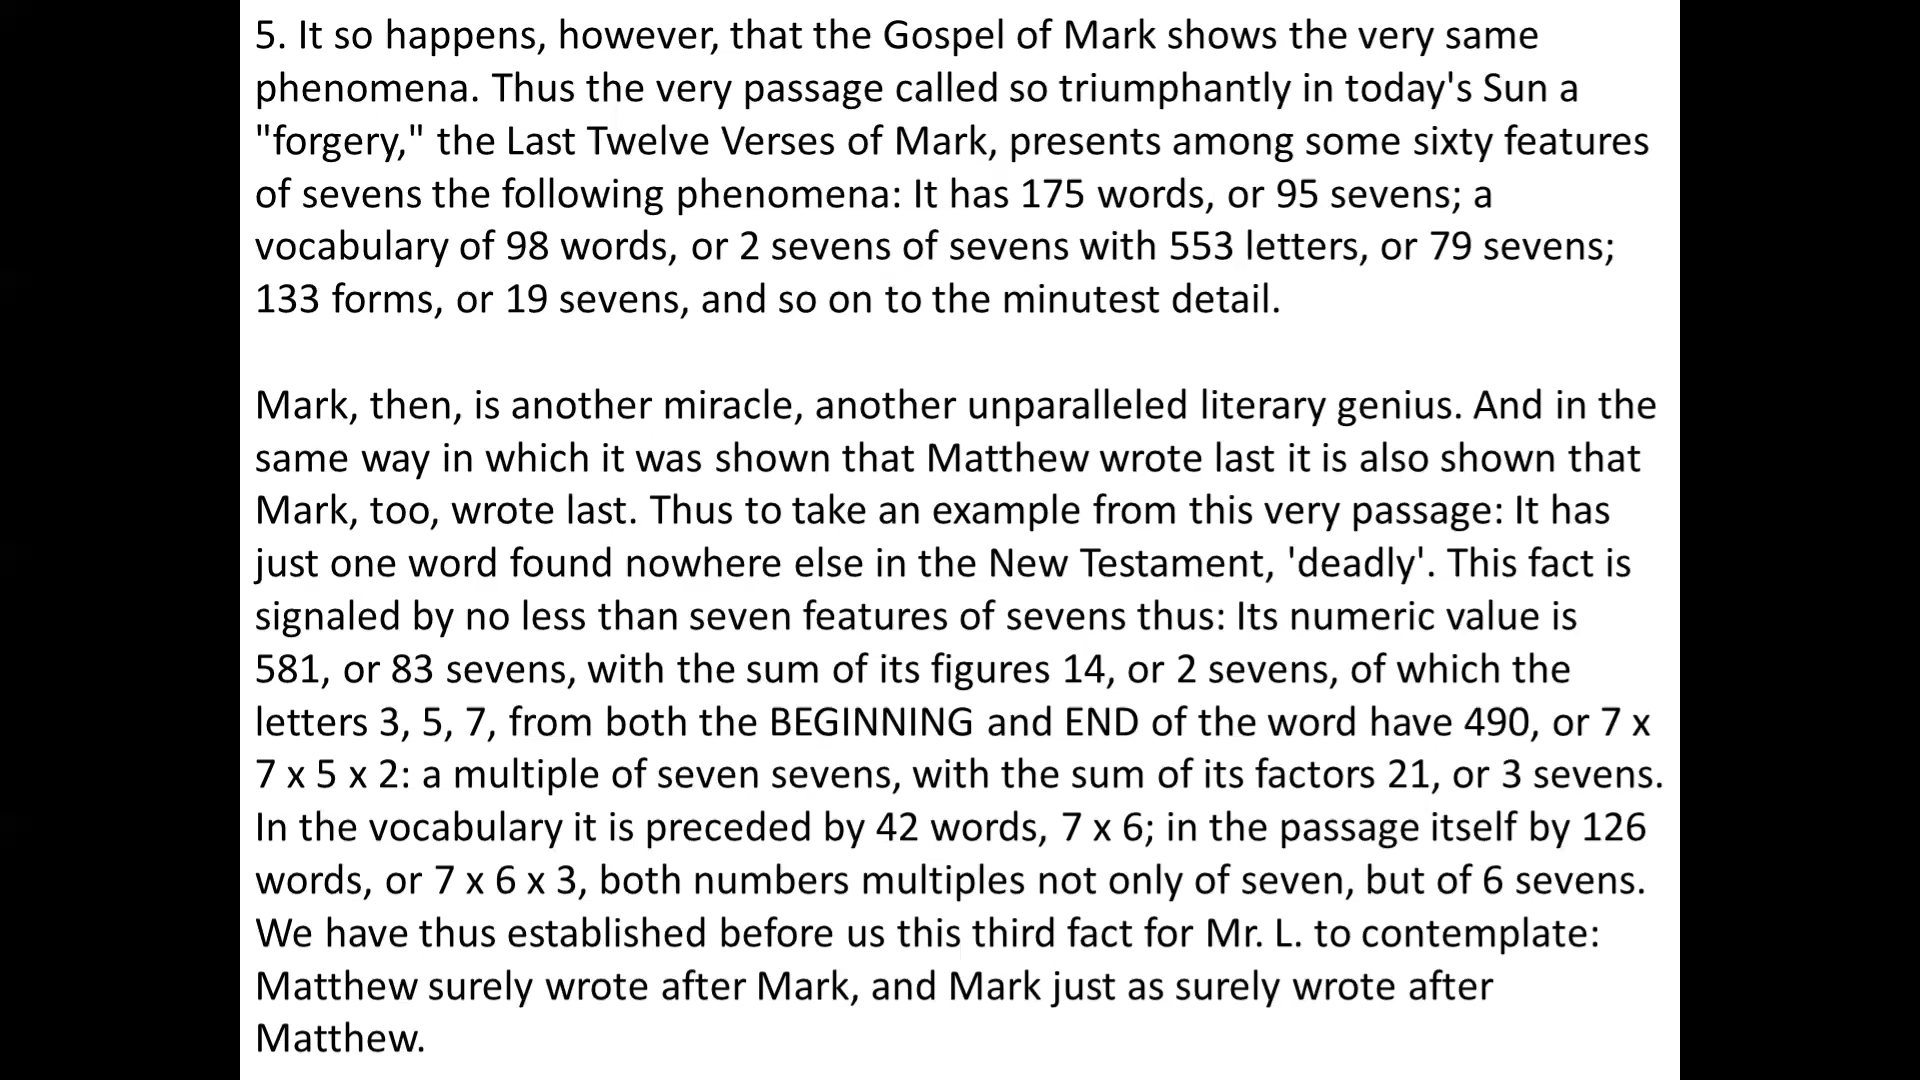 5. It so happens, however, that the Gospel of Mark shows the very same
phenomena. Thus the very passage called so triumphantly in today's Sun a
"forgery," the Last Twelve Verses of Mark, presents among some sixty features
of sevens the following phenomena: It has 175 words, or 95 sevens; a
vocabulary of 98 words, or 2 sevens of sevens with 553 letters, or 79 sevens;
133 forms, or 19 sevens, and so on to the minutest detail.
Mark, then, is another miracle, another unparalleled literary genius. And in the
same way in which it was shown that Matthew wrote last it is also shown that
Mark, too, wrote last. Thus to take an example from this very passage: It has
just one word found nowhere else in the New Testament, 'deadly'. This fact is
signaled by no less than seven features of sevens thus: Its numeric value is
581, or 83 sevens, with the sum of its figures 14, or 2 sevens, of which the
letters 3, 5, 7, from both the BEGINNING and END of the word have 490, or 7 x
7 x 5 x 2: a multiple of seven sevens, with the sum of its factors 21, or 3 sevens.
In the vocabulary it is preceded by 42 words, 7 x 6; in the passage itself by 126
words, or 7 x 6 x 3, both numbers multiples not only of seven, but of 6 sevens.
We have thus established before us this third fact for Mr. L. to contemplate:
Matthew surely wrote after Mark, and Mark just as surely wrote after
Matthew.